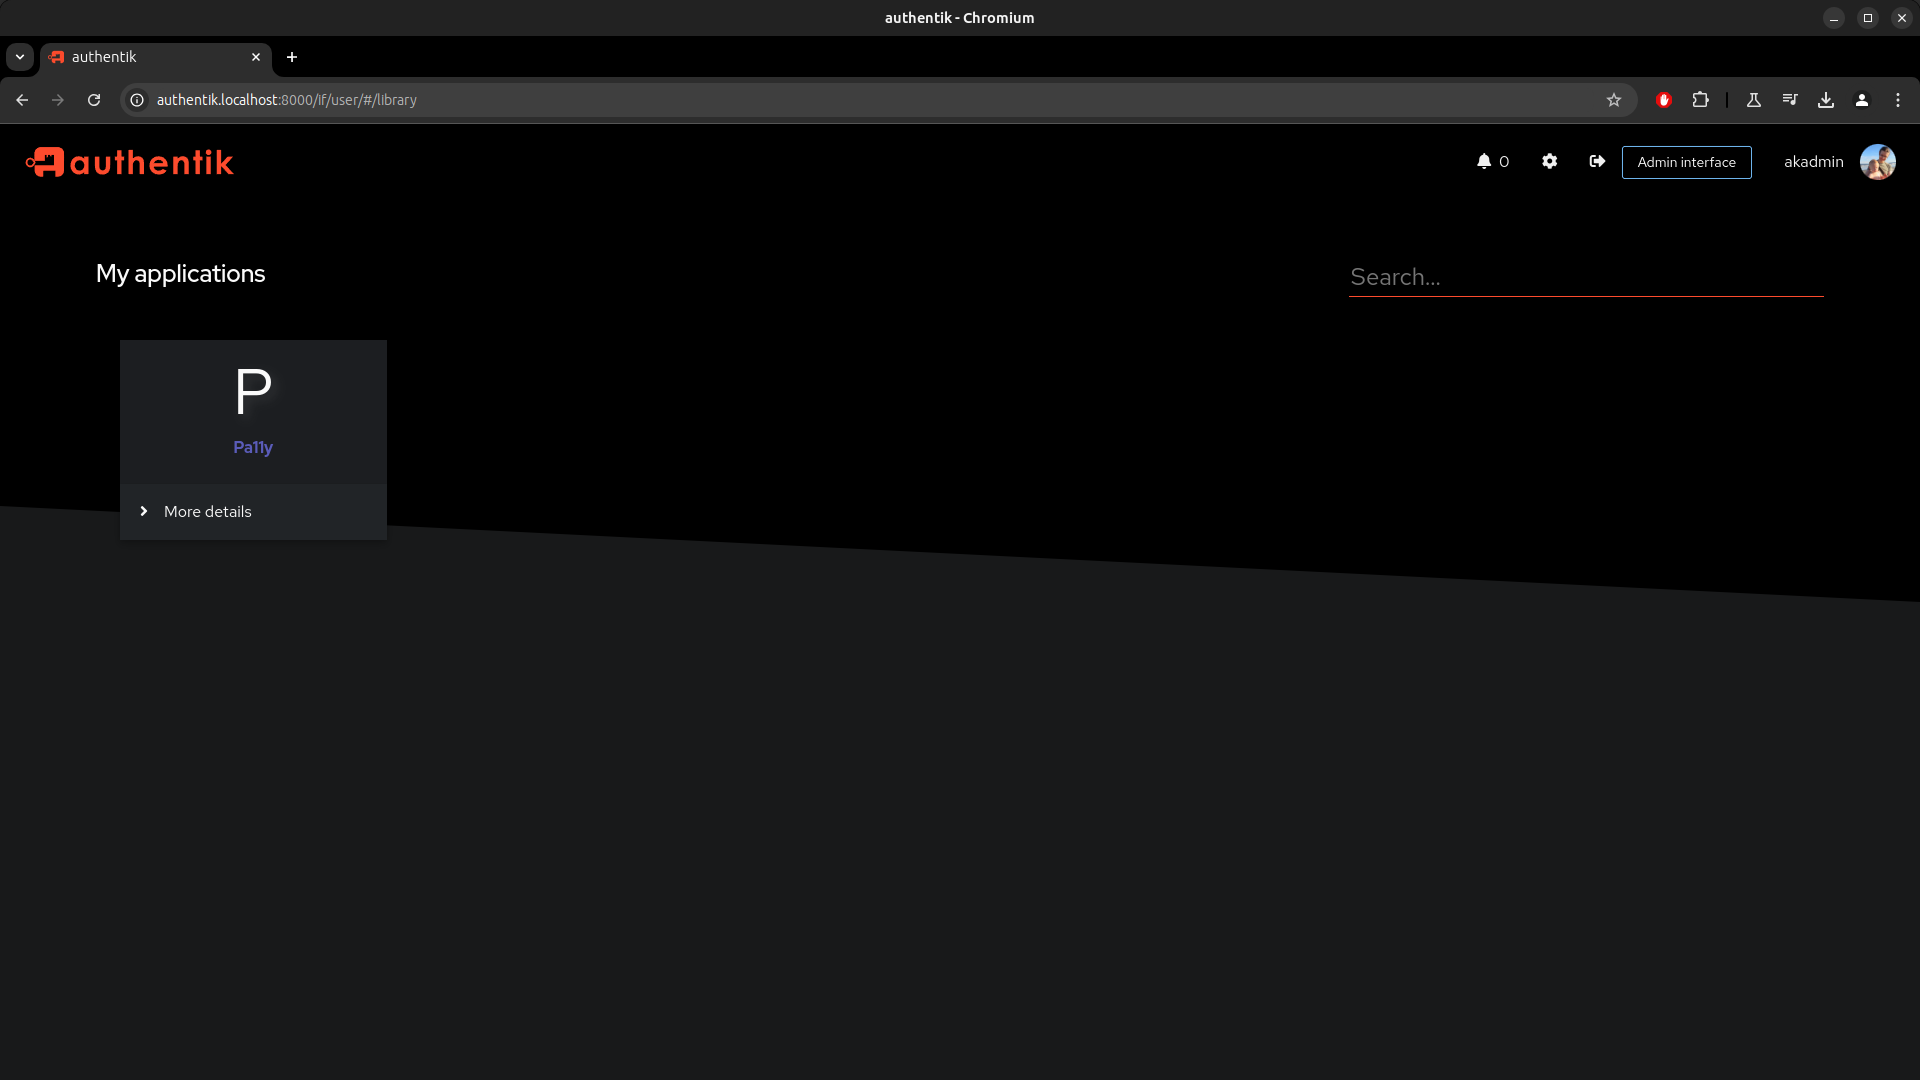 authentik - Chromium
authentik
authentik.localhost:8000/if/user/#/library
authentik
0
Admin interface
akadmin
My applications
Search...
P
Pa11y
More details